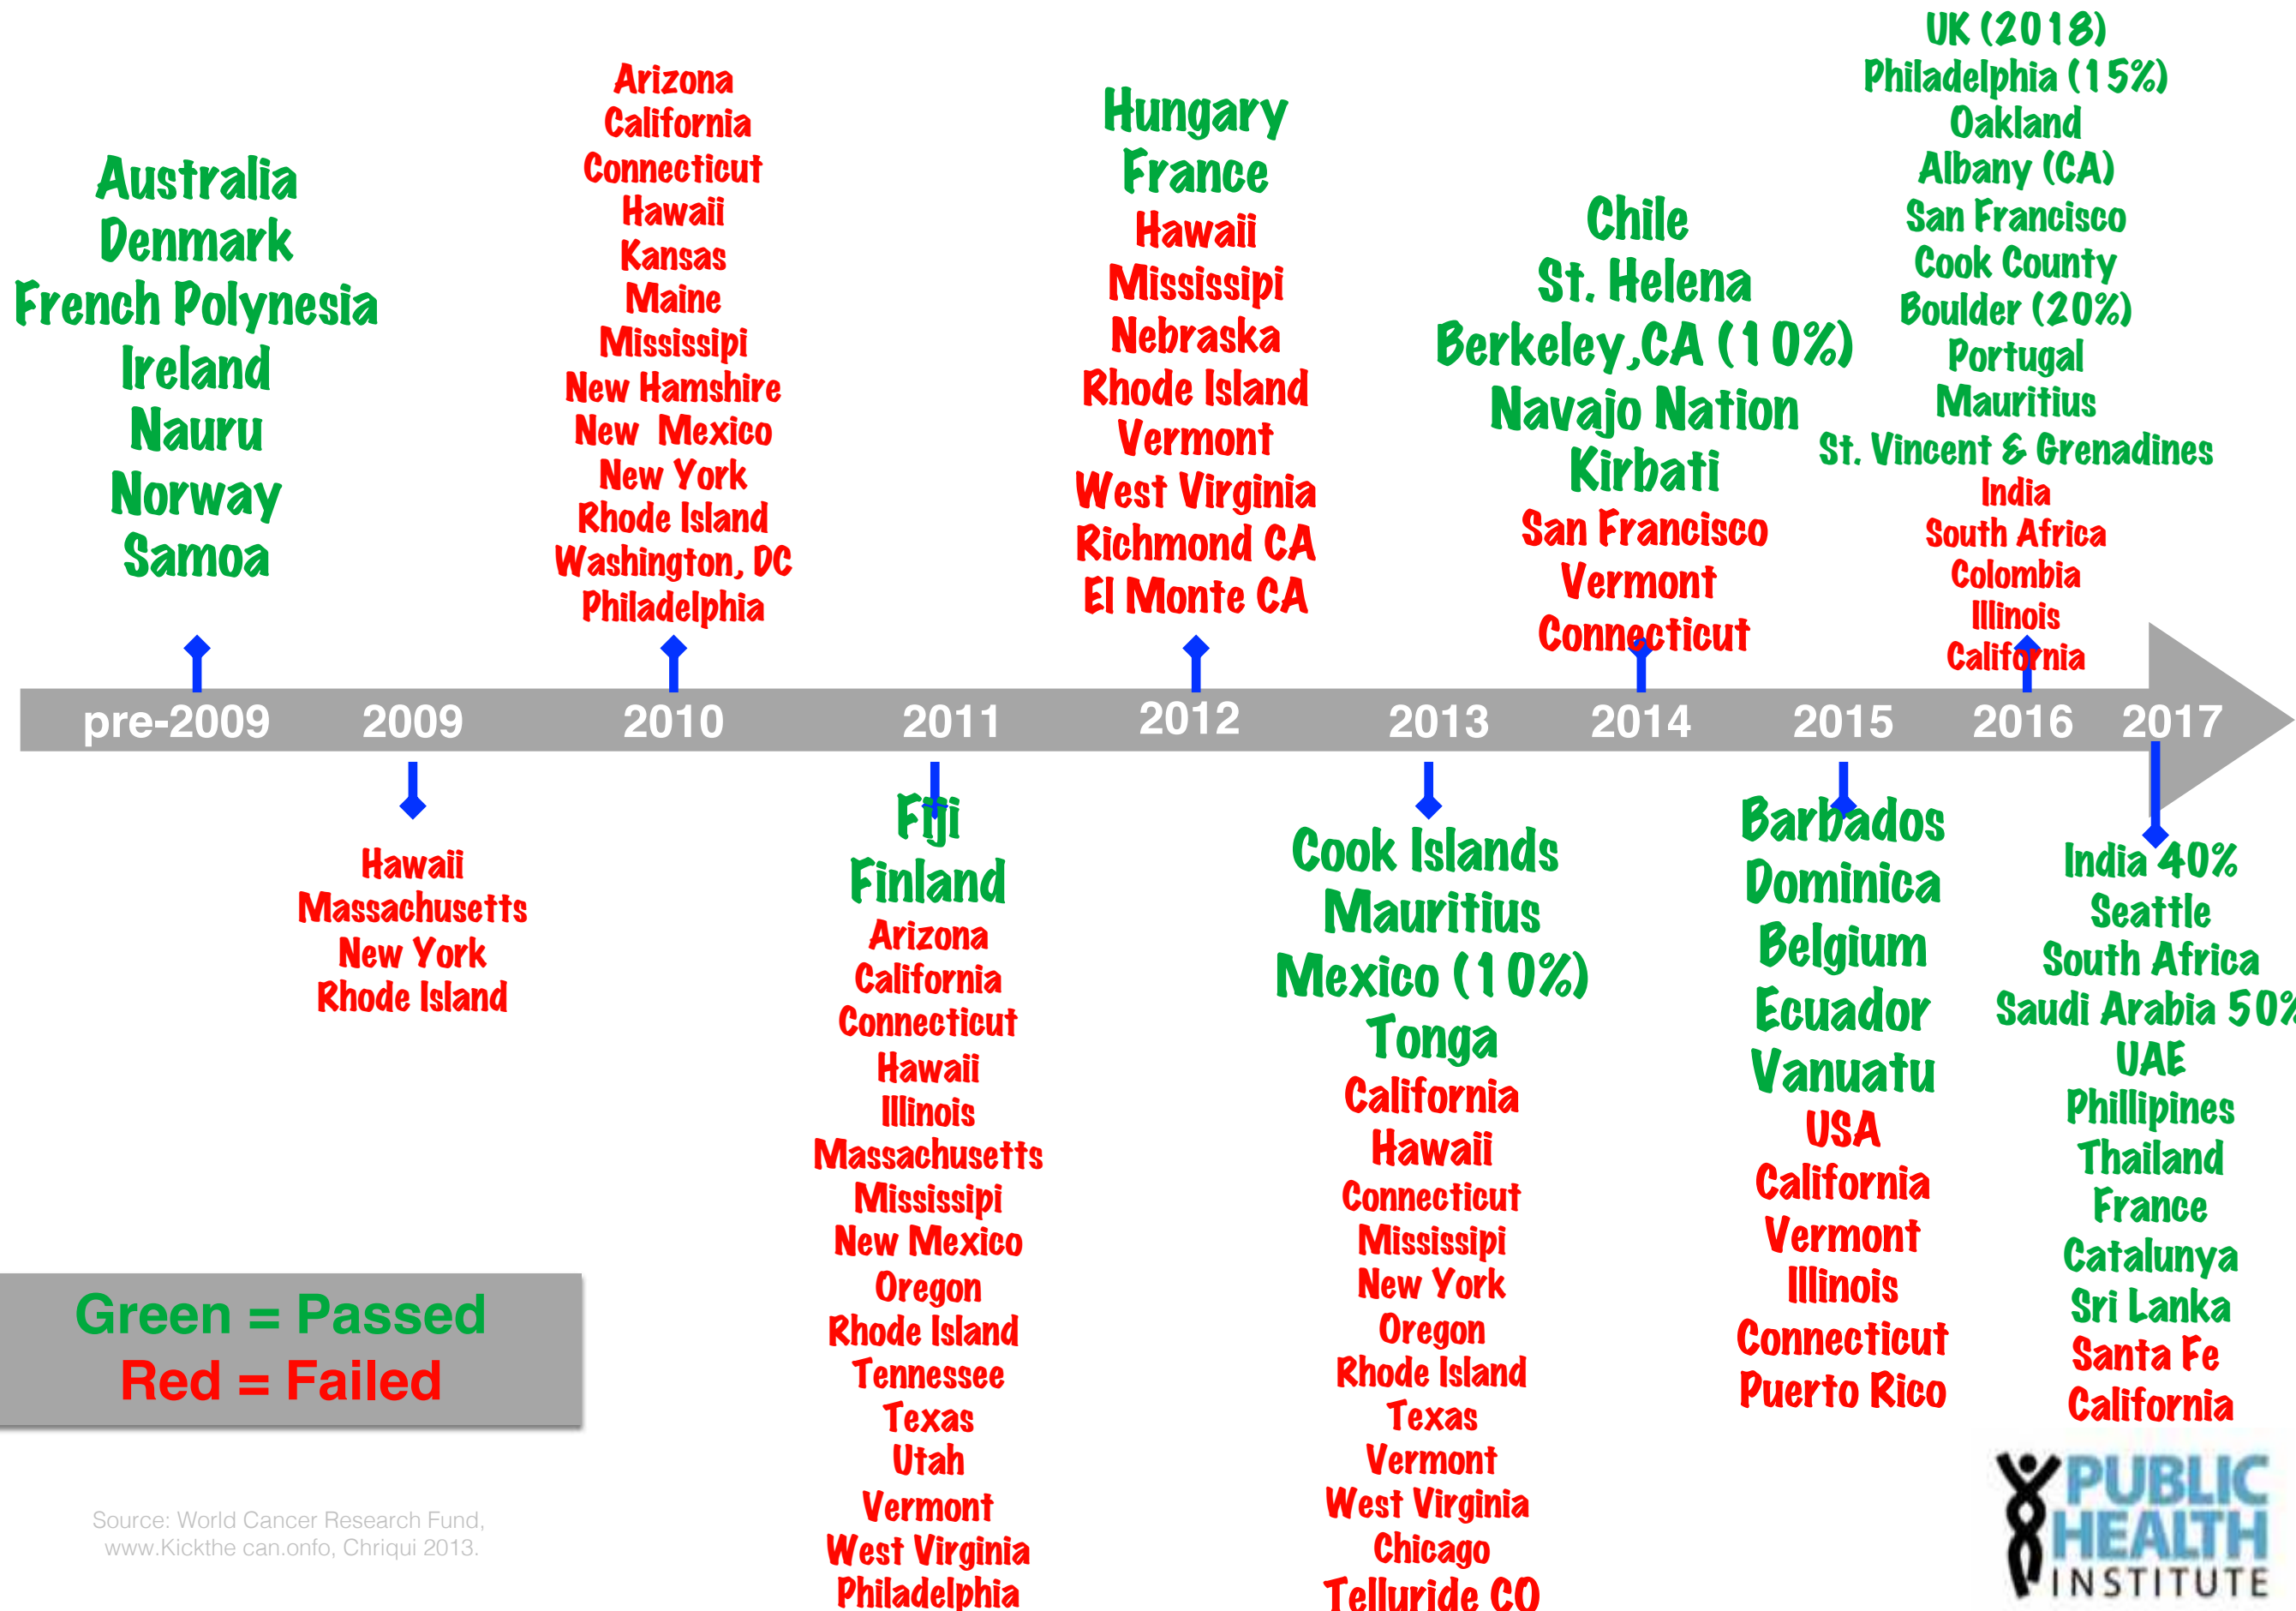 Australia
Denmark
French Polynesia
Ireland
Nauru
Norway
Samoa
Arizona
California
Connecticut
Hawaii
Kansas
Maine
Mississipi
New Hamshire
New Mexico
New York
Rhode Island
Washington, DC
Philadelphia
Hungary
France
Hawaii
Mississipi
Nebraska
Rhode Island
Vermont
West Virginia
Richmond CA
El Monte CA
Chile
St. Helena
Berkeley,CA (10%)
Navajo Nation
Kirbati
San Francisco
Vermont
Connecticut
UK (2018)
Philadelphia (15%)
Oakland
Albany (CA)
San Francisco
Cook County
Boulder (20%)
Portugal
Mauritius
St. Vincent & Grenadines
India
South Africa
Colombia
Illinois
California
pre-2009 2009 2010 2011 2012 2013 2014 2015 2016 2017
Hawaii
Massachusetts
New York
Rhode Island
Fiji
Finland
Arizona
California
Connecticut
Hawaii
Illinois
Massachusetts
Mississipi
New Mexico
Oregon
Rhode Island
Tennessee
Texas
Utah
Vermont
West Virginia
Philadelphia
Cook Islands
Mauritius
Mexico (10%)
Tonga
California
Hawaii
Connecticut
Mississipi
New York
Oregon
Rhode Island
Texas
Vermont
West Virginia
Chicago
Telluride CO
Barbados
Dominica
Belgium
Ecuador
Vanuatu
USA
California
Vermont
Illinois
Connecticut
Puerto Rico
India 40%
Seattle
South Africa
Saudi Arabia 50%
UAE
Phillipines
Thailand
France
Catalunya
Sri Lanka
Santa Fe
California
Green = Passed
Red = Failed
Source: World Cancer Research Fund,
www.Kickthe can.onfo, Chriqui 2013.
PUBLIC
HEALTH
INSTITUTE